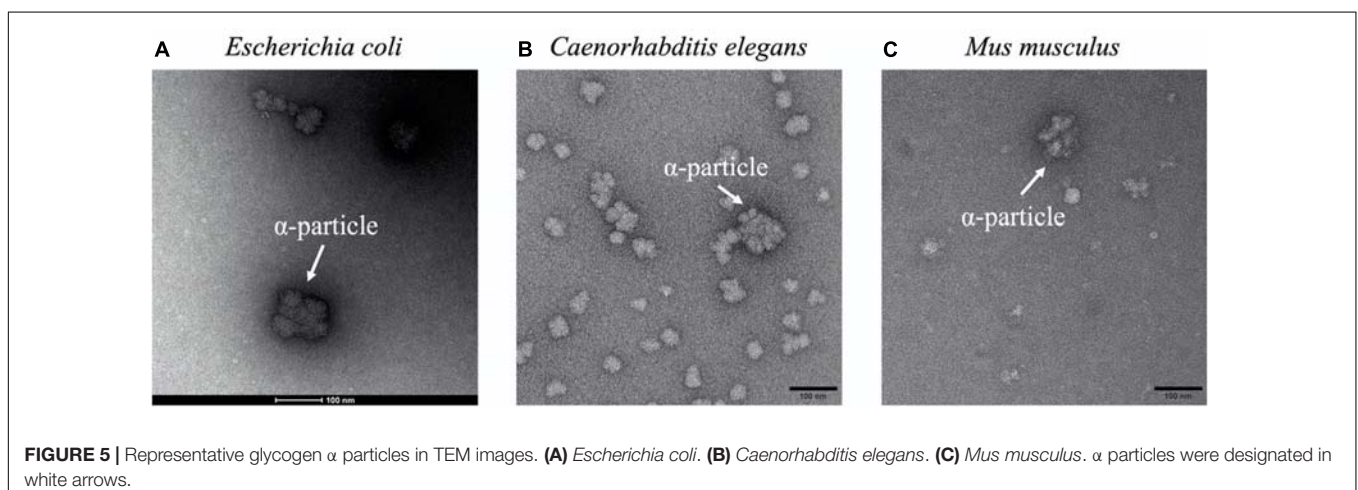 A Escherichia coli B Caenorhabditis elegans C Mus musculus
α-particle
α-particle
α-particle
100 nm
100 nm
100 nm
FIGURE 5 | Representative glycogen α particles in TEM images. (A) Escherichia coli. (B) Caenorhabditis elegans. (C) Mus musculus. α particles were designated in
white arrows.